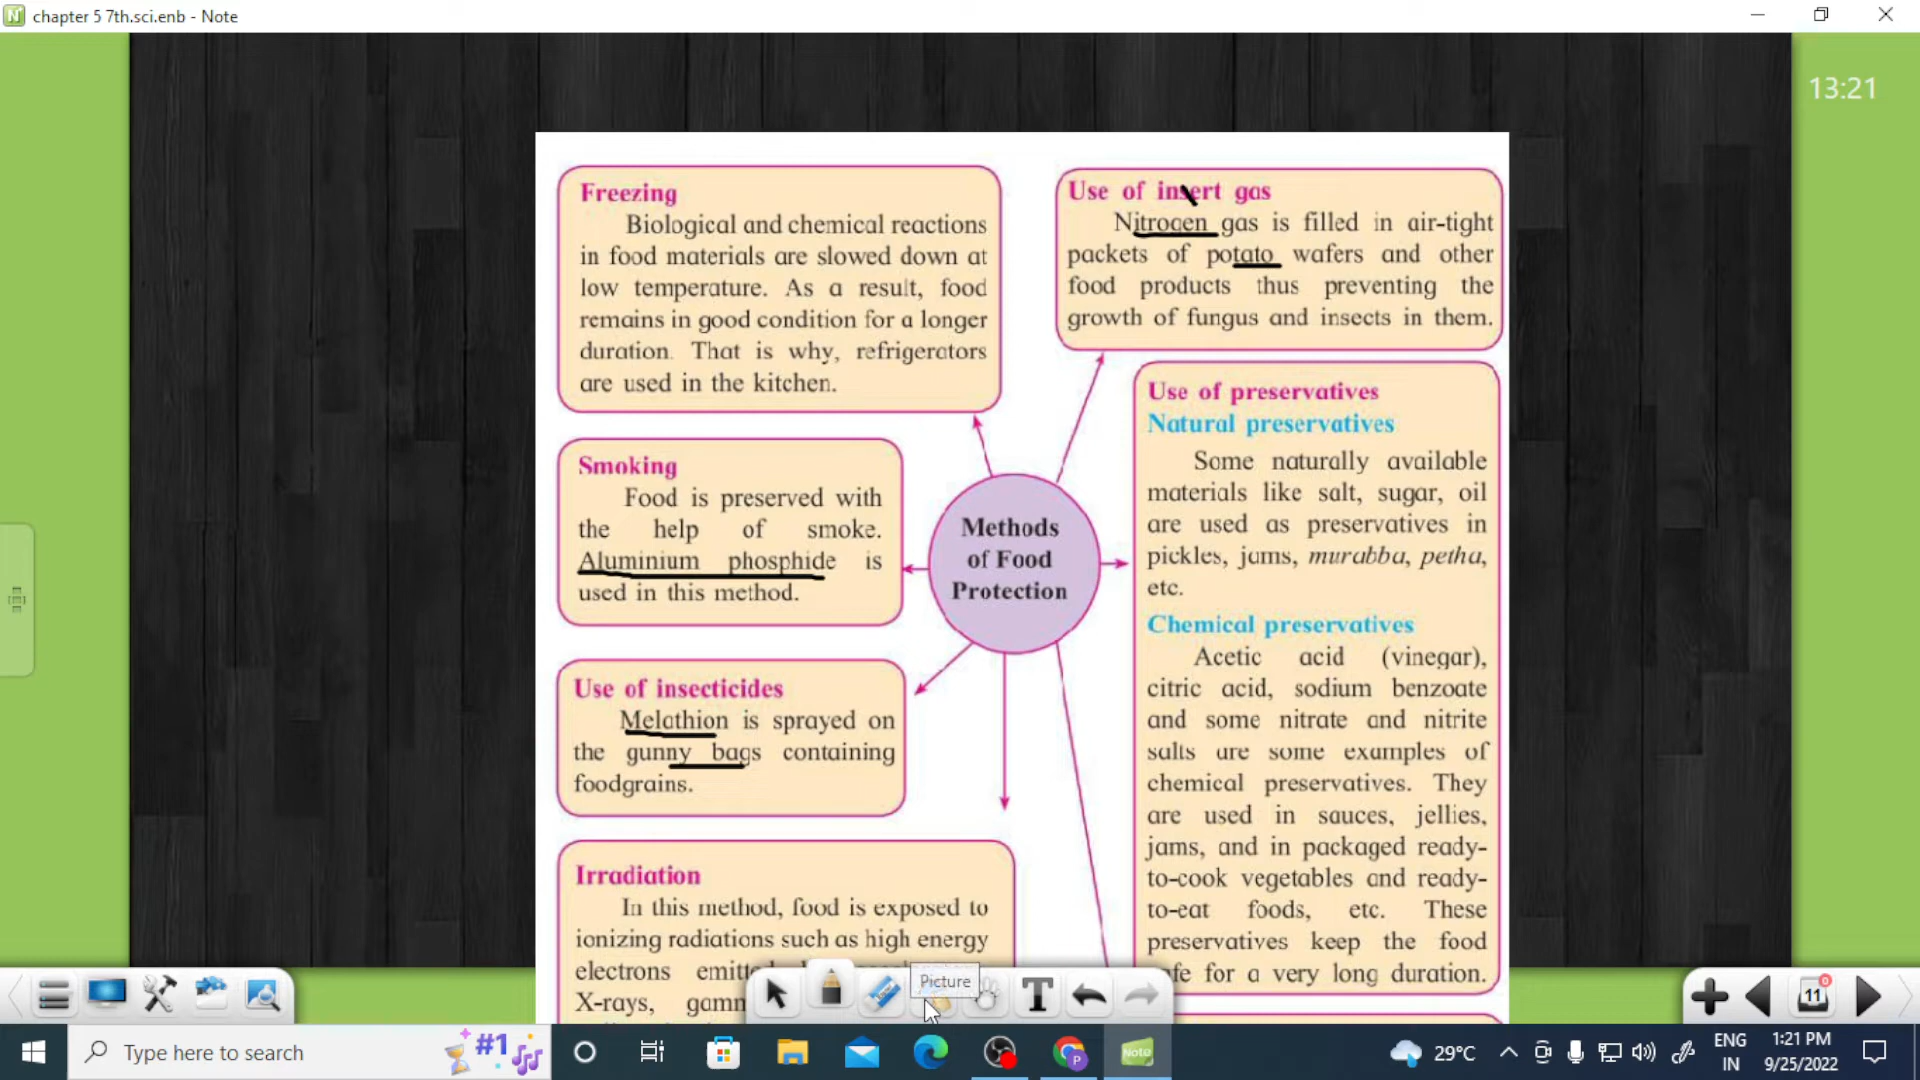 chapter 5 7th.sci.enb - Note
13:21
Freezing
Biological and chemical reactions
in food materials are slowed down at
low temperature. As a result, food
remains in good condition for a longer
duration. That is why, refrigerators
are used in the kitchen.
Use of insert gas
Nitrogen gas is filled in air-tight
packets of potato wafers and other
food products thus preventing the
growth of fungus and insects in them.
Smoking
Food is preserved with
the help of smoke.
Aluminium phosphide is
used in this method.
Methods
of Food
Protection
Use of preservatives
Natural preservatives
Some naturally available
materials like salt, sugar, oil
are used as preservatives in
pickles, jams, murabba, petha,
etc.
Chemical preservatives
Acetic acid (vinegar),
citric acid, sodium benzoate
and some nitrate and nitrite
salts are some examples of
chemical preservatives. They
are used in sauces, jellies,
jams, and in packaged ready-
to-cook vegetables and ready-
to-eat foods, etc. These
preservatives keep the food
for a very long duration.
Use of insecticides
Melathion is sprayed on
the gunny bags containing
foodgrains.
Irradiation
In this method, food is exposed to
ionizing radiations such as high energy
electrons
X-rays,
Picture
T
11
0
Type here to search
#1
Note
29°C
ENG
IN
1:21 PM
9/25/2022